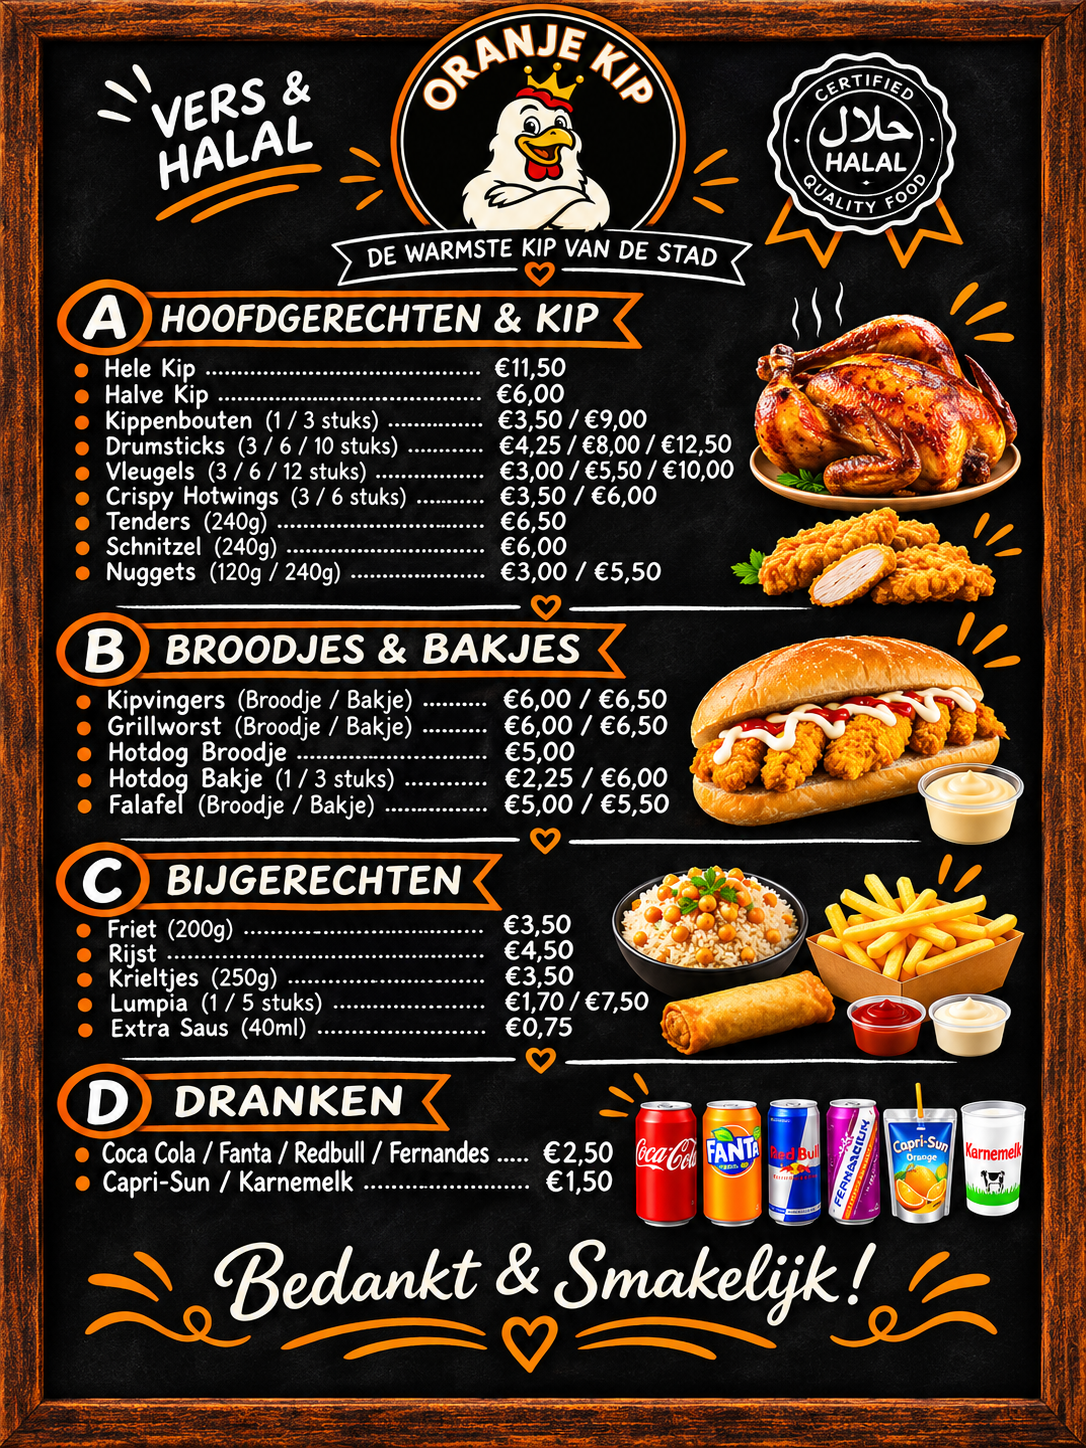 ORANJE KIP
VERS &
HALAL
CERTIFIED
حلال
HALAL
QUALITY FOOD
DE WARMSTE KIP VAN DE STAD
A HOOFDGERECHTEN & KIP
Hele Kip ........ €11,50
Halve Kip ........ €6,00
Kippenbouten (1 / 3 stuks) ........ €3,50 / €9,00
Drumsticks (3 / 6 / 10 stuks) ........ €4,25 / €8,00 / €12,50
Vleugels (3 / 6 / 12 stuks) ........ €3,00 / €5,50 / €10,00
Crispy Hotwings (3 / 6 stuks) ........ €3,50 / €6,00
Tenders (240g) ........ €6,50
Schnitzel (240g) ........ €6,00
Nuggets (120g / 240g) ........ €3,00 / €5,50
B BROODJES & BAKJES
Kipvingers (Broodje / Bakje) ........ €6,00 / €6,50
Grillworst (Broodje / Bakje) ........ €6,00 / €6,50
Hotdog Broodje ........ €5,00
Hotdog Bakje (1 / 3 stuks) ........ €2,25 / €6,00
Falafel (Broodje / Bakje) ........ €5,00 / €5,50
C BIJGERECHTEN
Friet (200g) ........ €3,50
Rijst ........ €4,50
Krieltjes (250g) ........ €3,50
Lumpia (1 / 5 stuks) ........ €1,70 / €7,50
Extra Saus (40ml) ........ €0,75
D DRANKEN
Coca Cola / Fanta / Redbull / Fernandes ..... €2,50
Capri-Sun / Karnemelk ........ €1,50
Coca-Cola
FANTA
Red Bull
Capri-Sun
Orange
Karnemelk
Bedankt & Smakelijk!